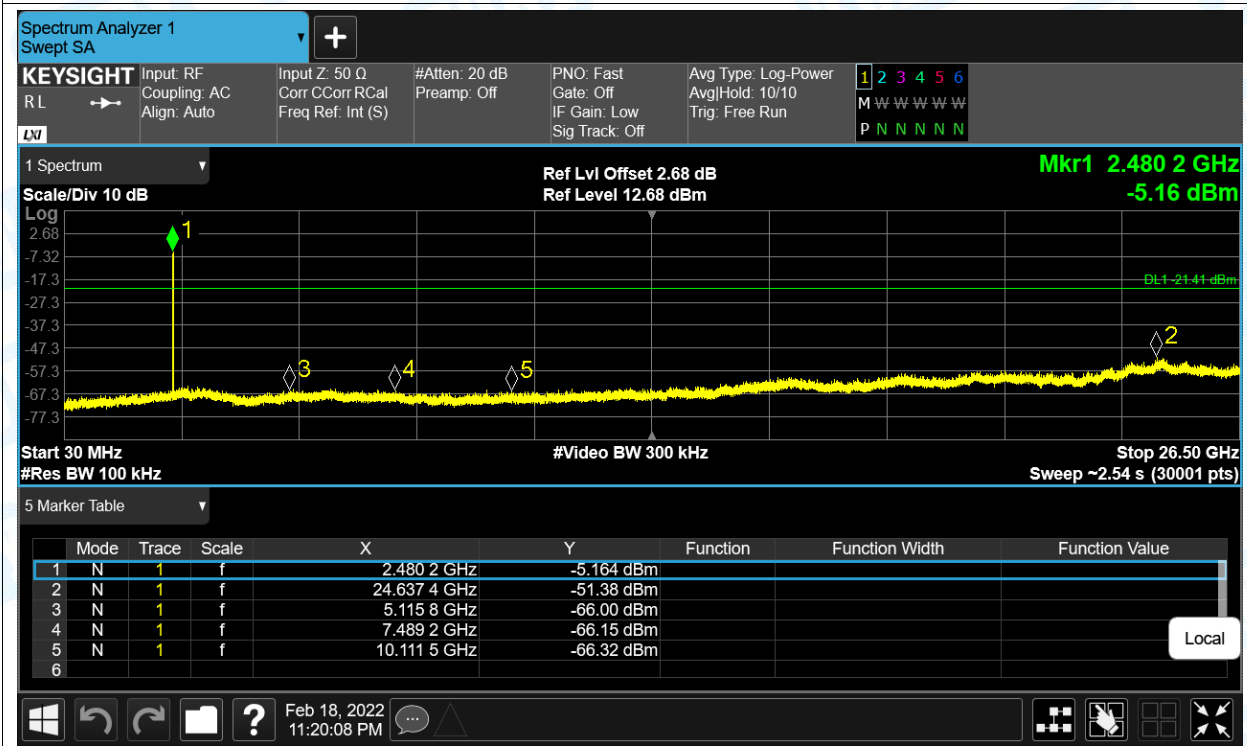 Spectrum Analyzer 1
Swept SA
KEYSIGHT
R L
LXI
Input: RF
Coupling: AC
Align: Auto
Input Z: 50 Ω
Corr CCorr RCal
Freq Ref: Int (S)
#Atten: 20 dB
Preamp: Off
PNO: Fast
Gate: Off
IF Gain: Low
Sig Track: Off
Avg Type: Log-Power
Avg|Hold: 10/10
Trig: Free Run
1 2 3 4 5 6
M W W W W W
P N N N N N
1 Spectrum
Scale/Div 10 dB
Ref Lvl Offset 2.68 dB
Ref Level 12.68 dBm
Mkr1 2.480 2 GHz
-5.16 dBm
Log
2.68
-7.32
-17.3
-27.3
-37.3
-47.3
-57.3
-67.3
-77.3
1
DL1 -21.41 dBm
2
3
4
5
Start 30 MHz
#Res BW 100 kHz
#Video BW 300 kHz
Stop 26.50 GHz
Sweep ~2.54 s (30001 pts)
5 Marker Table
Mode Trace Scale X Y Function Function Width Function Value
1 N 1 f 2.480 2 GHz -5.164 dBm
2 N 1 f 24.637 4 GHz -51.38 dBm
3 N 1 f 5.115 8 GHz -66.00 dBm
4 N 1 f 7.489 2 GHz -66.15 dBm
5 N 1 f 10.111 5 GHz -66.32 dBm
6
Local
?
Feb 18, 2022
11:20:08 PM